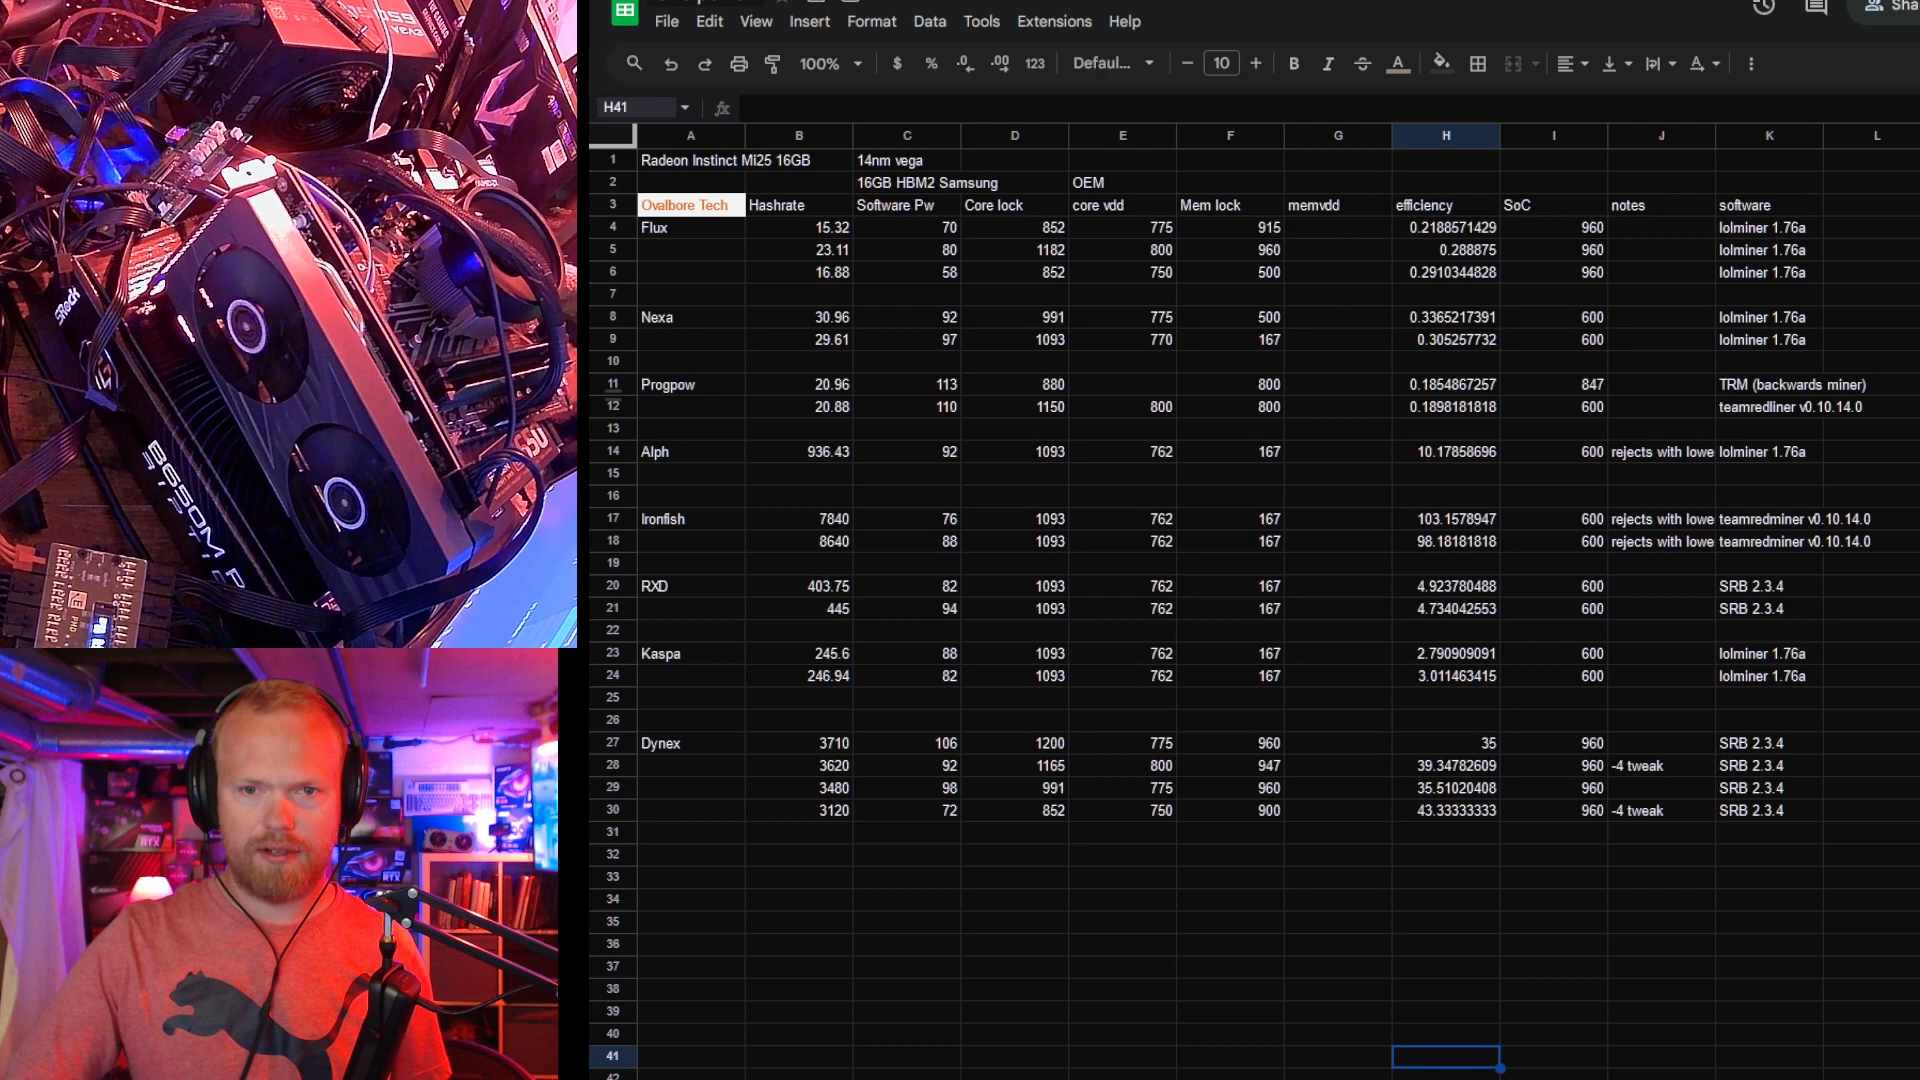 File Edit View Insert Format Data Tools Extensions Help
100% $ % .0 .00 123 Defaul... − 10 + B I A
H41 fx
A B C D E F G H I J K L
1 Radeon Instinct Mi25 16GB 14nm vega
2 16GB HBM2 Samsung OEM
3 Ovalbore Tech Hashrate Software Pw Core lock core vdd Mem lock memvdd efficiency SoC notes software
4 Flux 15.32 70 852 775 915 0.2188571429 960 lolminer 1.76a
5 23.11 80 1182 800 960 0.288875 960 lolminer 1.76a
6 16.88 58 852 750 500 0.2910344828 960 lolminer 1.76a
7
8 Nexa 30.96 92 991 775 500 0.3365217391 600 lolminer 1.76a
9 29.61 97 1093 770 167 0.305257732 600 lolminer 1.76a
10
11 Progpow 20.96 113 880 800 0.1854867257 847 TRM (backwards miner)
12 20.88 110 1150 800 800 0.1898181818 600 teamredliner v0.10.14.0
13
14 Alph 936.43 92 1093 762 167 10.17858696 600 rejects with lowe lolminer 1.76a
15
16
17 Ironfish 7840 76 1093 762 167 103.1578947 600 rejects with lowe teamredminer v0.10.14.0
18 8640 88 1093 762 167 98.18181818 600 rejects with lowe teamredminer v0.10.14.0
19
20 RXD 403.75 82 1093 762 167 4.923780488 600 SRB 2.3.4
21 445 94 1093 762 167 4.734042553 600 SRB 2.3.4
22
23 Kaspa 245.6 88 1093 762 167 2.790909091 600 lolminer 1.76a
24 246.94 82 1093 762 167 3.011463415 600 lolminer 1.76a
25
26
27 Dynex 3710 106 1200 775 960 35 960 SRB 2.3.4
28 3620 92 1165 800 947 39.34782609 960 -4 tweak SRB 2.3.4
29 3480 98 991 775 960 35.51020408 960 SRB 2.3.4
30 3120 72 852 750 900 43.33333333 960 -4 tweak SRB 2.3.4
31
32
33
34
35
36
37
38
39
40
41
42
B650M P
RTX